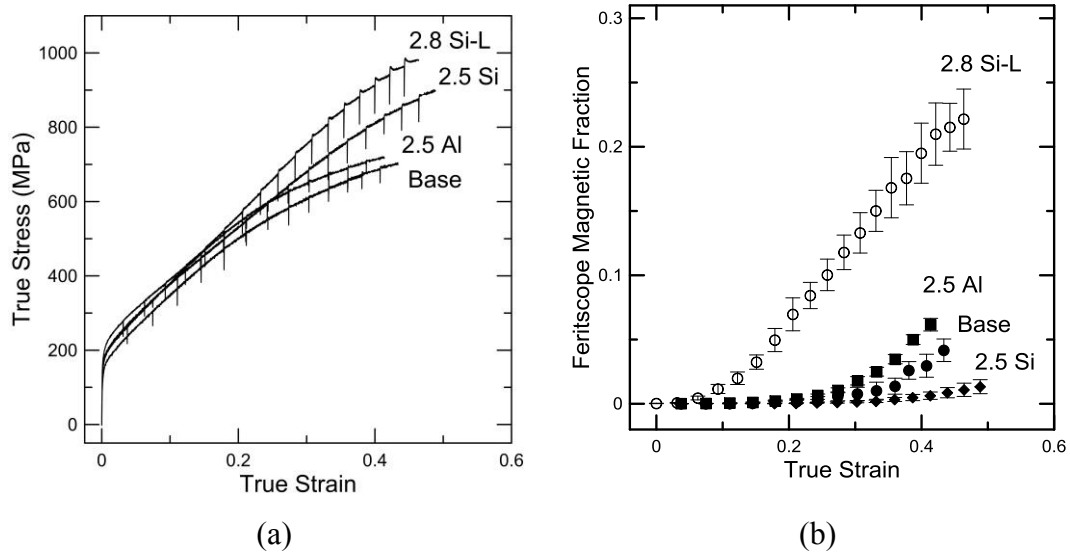 1000
800
600
400
200
0
True Stress (MPa)
2.8 Si-L
2.5 Si
2.5 Al
Base
0
0.2
0.4
0.6
True Strain
(a)
0.3
0.2
0.1
0
Feritscope Magnetic Fraction
2.8 Si-L
2.5 Al
Base
2.5 Si
0
0.2
0.4
0.6
True Strain
(b)